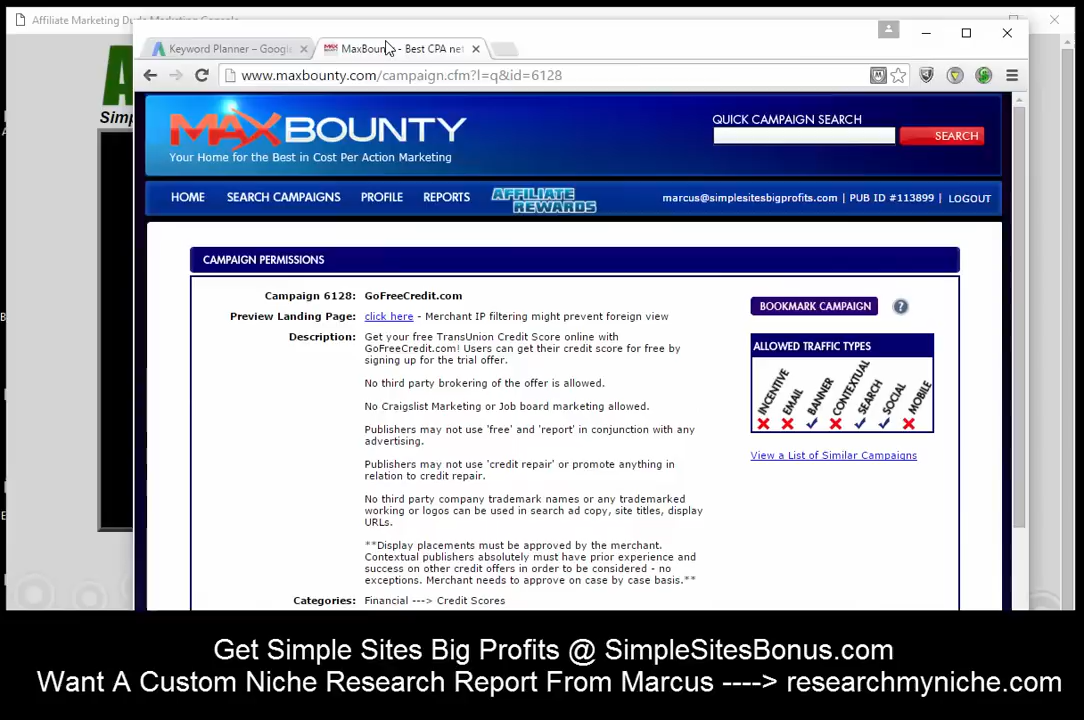 Affiliate Marketing Dude Marketing Console
Keyword Planner – Google
MaxBoun - Best CPA net
www.maxbounty.com/campaign.cfm?l=q&id=6128
Simp
MAXBOUNTY
Your Home for the Best in Cost Per Action Marketing
QUICK CAMPAIGN SEARCH
SEARCH
HOME SEARCH CAMPAIGNS PROFILE REPORTS AFFILIATE REWARDS
marcus@simplesitesbigprofits.com | PUB ID #113899 | LOGOUT
CAMPAIGN PERMISSIONS
Campaign 6128: GoFreeCredit.com
Preview Landing Page: click here - Merchant IP filtering might prevent foreign view
Description: Get your free TransUnion Credit Score online with
GoFreeCredit.com! Users can get their credit score for free by
signing up for the trial offer.
No third party brokering of the offer is allowed.
No Craigslist Marketing or Job board marketing allowed.
Publishers may not use 'free' and 'report' in conjunction with any
advertising.
Publishers may not use 'credit repair' or promote anything in
relation to credit repair.
No third party company trademark names or any trademarked
working or logos can be used in search ad copy, site titles, display
URLs.
**Display placements must be approved by the merchant.
Contextual publishers absolutely must have prior experience and
success on other credit offers in order to be considered - no
exceptions. Merchant needs to approve on case by case basis.**
Categories: Financial ---> Credit Scores
BOOKMARK CAMPAIGN ?
ALLOWED TRAFFIC TYPES
INCENTIVE
EMAIL
BANNER
CONTEXTUAL
SEARCH
SOCIAL
MOBILE
View a List of Similar Campaigns
Get Simple Sites Big Profits @ SimpleSitesBonus.com
Want A Custom Niche Research Report From Marcus ----> researchmyniche.com